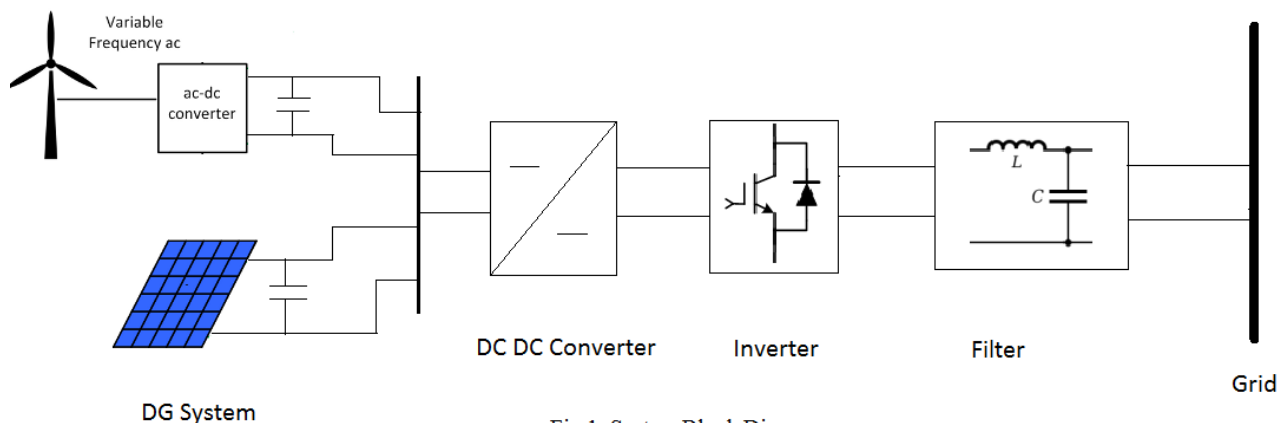 Variable
Frequency ac
ac-dc
converter
L
C
DC DC Converter
Inverter
Filter
Grid
DG System